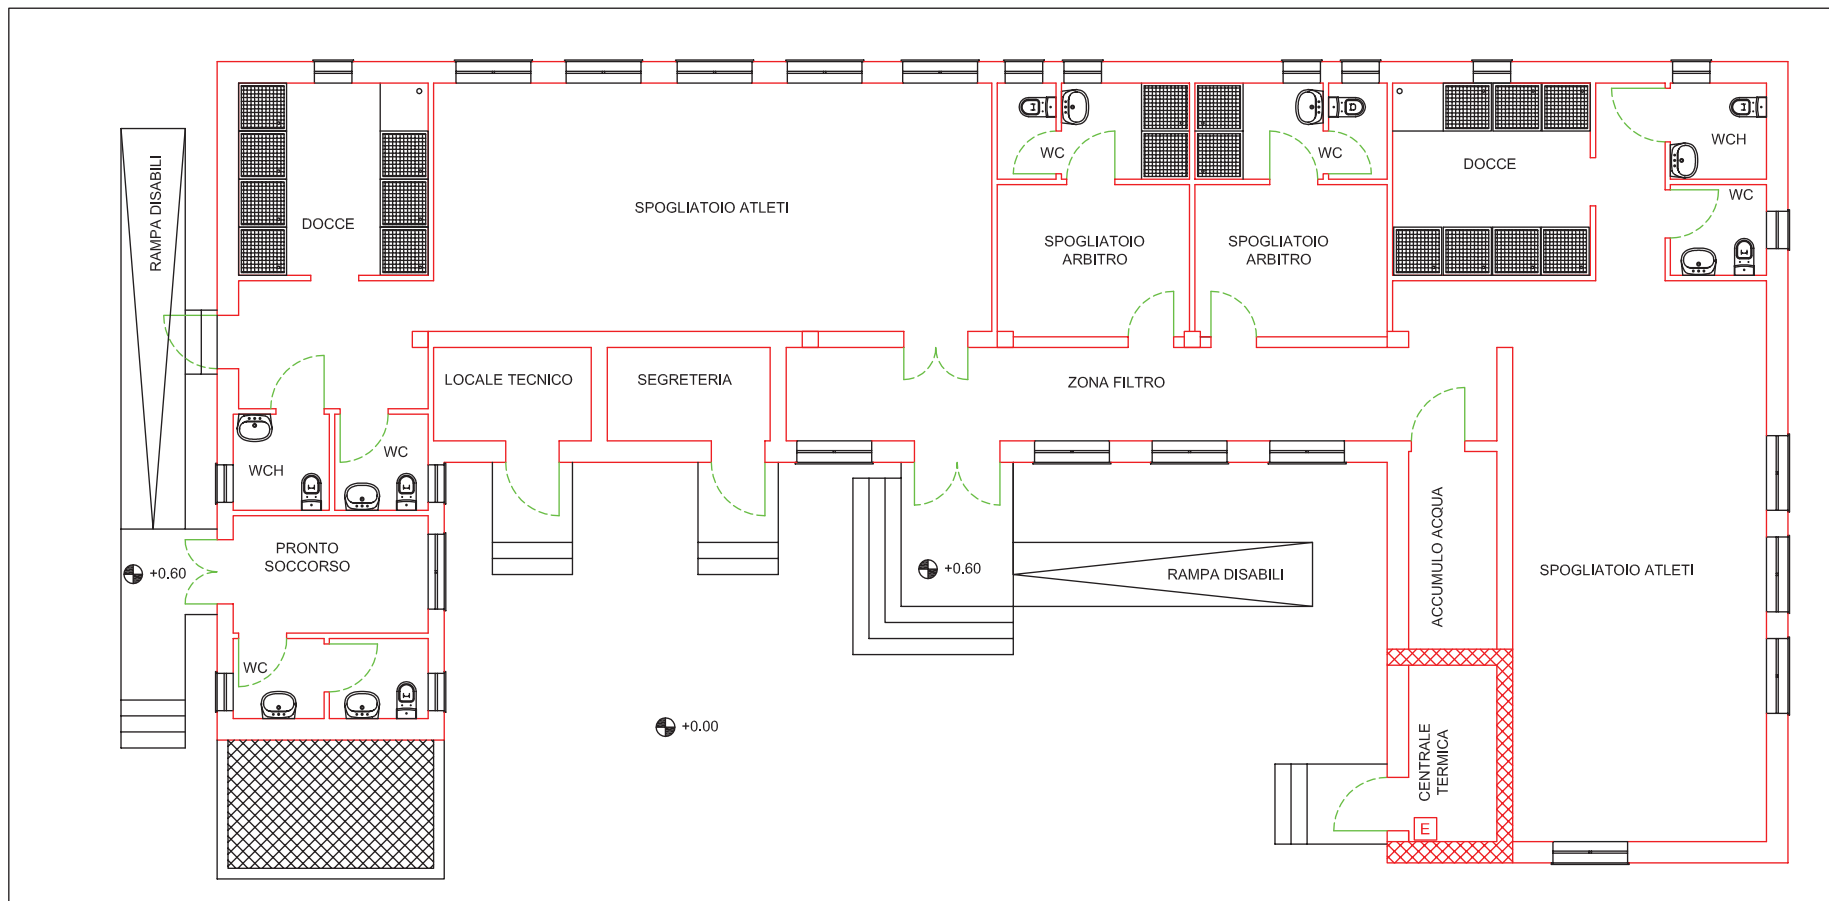 RAMPA DISABILI
DOCCE
SPOGLIATOIO ATLETI
WC
SPOGLIATOIO
ARBITRO
WC
SPOGLIATOIO
ARBITRO
DOCCE
WCH
WC
LOCALE TECNICO
SEGRETERIA
ZONA FILTRO
WCH
WC
PRONTO
SOCCORSO
+0.60
WC
+0.60
RAMPA DISABILI
ACCUMULO ACQUA
SPOGLIATOIO ATLETI
+0.00
CENTRALE
TERMICA
E